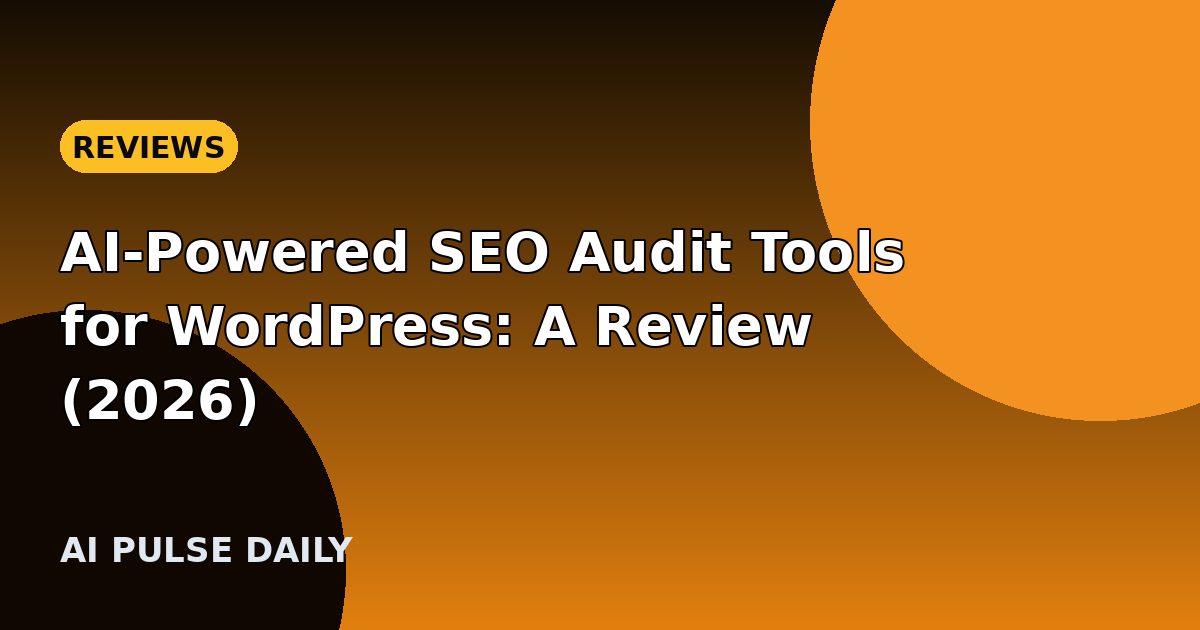 REVIEWS
AI-Powered SEO Audit Tools
for WordPress: A Review
(2026)
AI PULSE DAILY